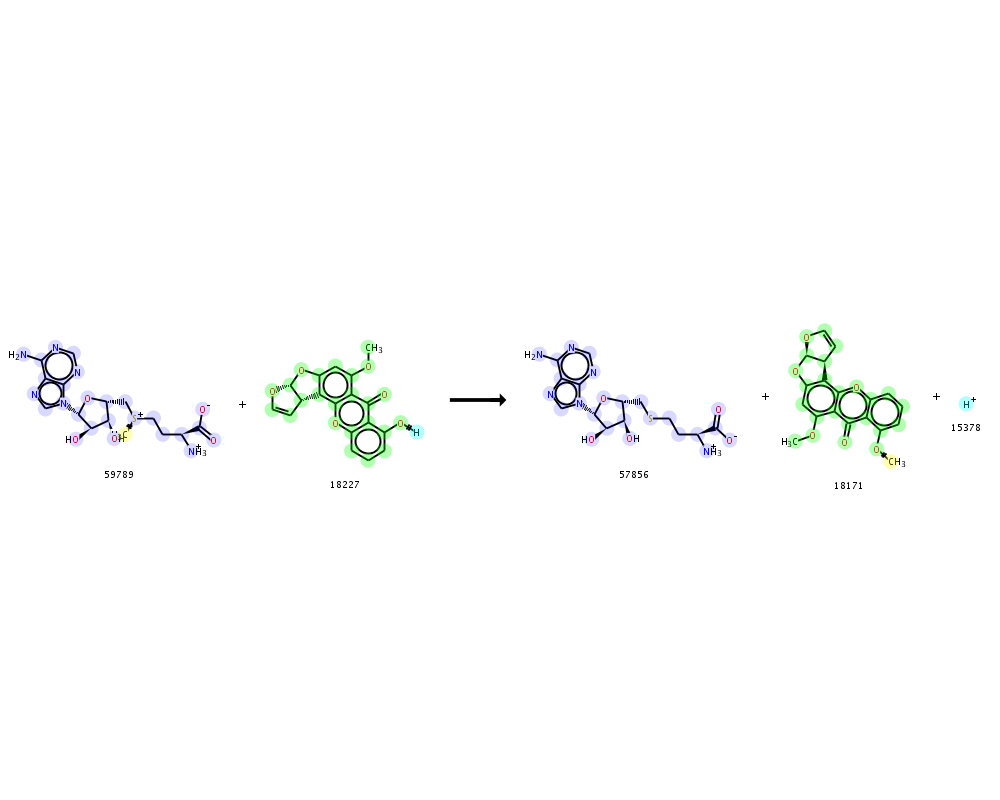 H₂N N N N N O HO OH C S⁺ O⁻ O NH₃⁺
59789
+
O O O CH₃ O O O H
18227
H₂N N N N N O HO OH S O O⁻ NH₃⁺
57856
+
O O O H₃C O O O CH₃
18171
+
H⁺
15378